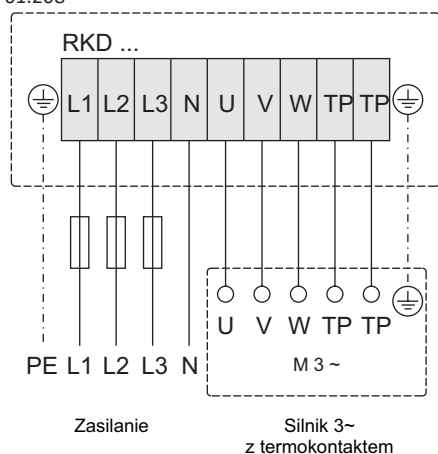 RKD ...
L1 L2 L3 N U V W TP TP
U V W TP TP
PE L1 L2 L3 N
M 3 ~
Zasilanie
Silnik 3~
z termokontaktem